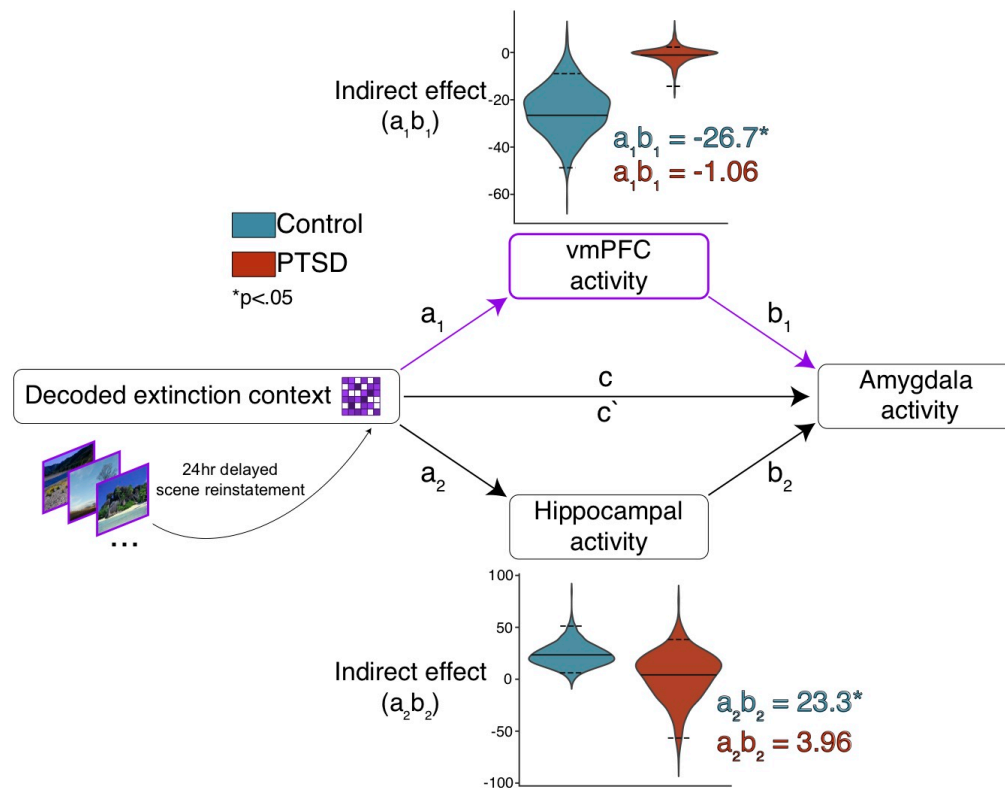 0
Indirect effect
(a₁b₁)
-20
-40
-60
a₁b₁ = -26.7*
a₁b₁ = -1.06
Control
PTSD
*p<.05
vmPFC
activity
a₁
b₁
Decoded extinction context
c
c`
Amygdala
activity
24hr delayed
scene reinstatement
...
a₂
b₂
Hippocampal
activity
100
50
0
-50
-100
Indirect effect
(a₂b₂)
a₂b₂ = 23.3*
a₂b₂ = 3.96